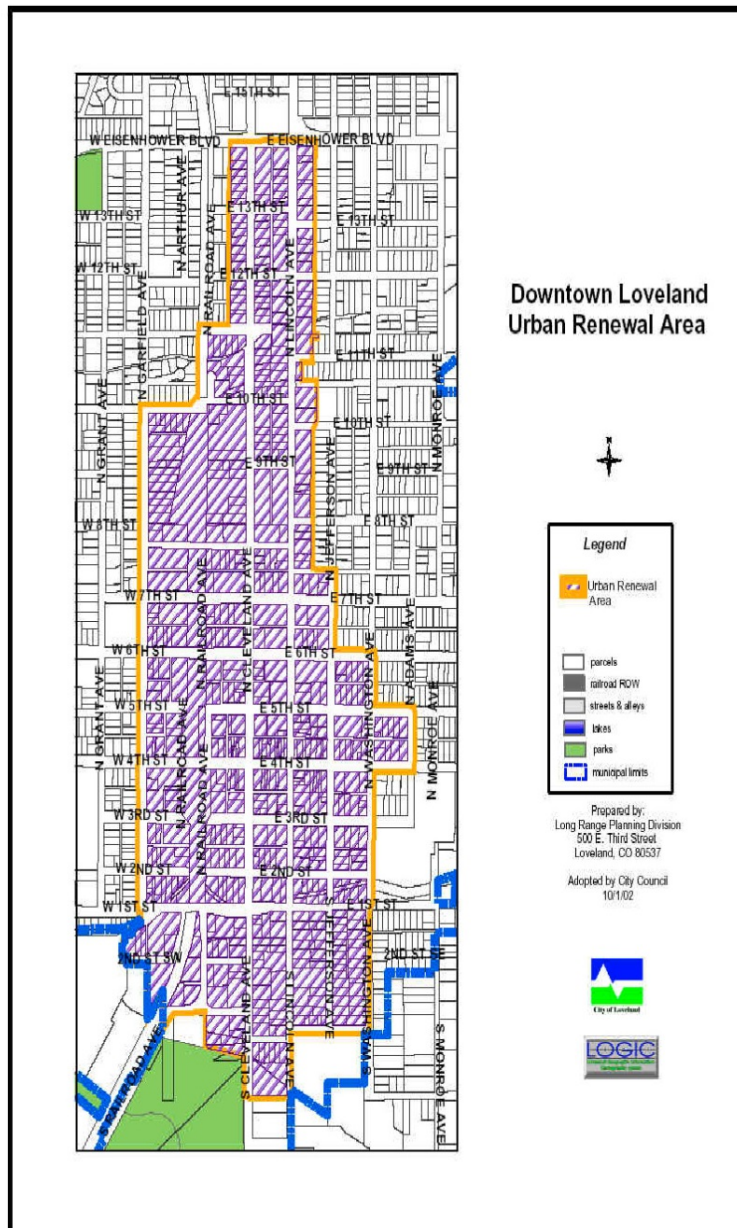 E 15TH ST
W EISENHOWER BLVD
E EISENHOWER BLVD
N ARTHUR AVE
N RAILROAD AVE
E 13TH ST
W 13TH ST
E 13TH ST
W 12TH ST
E 12TH ST
N LINCOLN AVE
N GARFIELD AVE
Downtown Loveland
Urban Renewal Area
E 11TH ST
N GRANT AVE
E 10TH ST
E 10TH ST
N MONROE AVE
E 9TH ST
E 9TH ST
N JEFFERSON AVE
W 8TH ST
E 8TH ST
Legend
Urban Renewal
Area
parcels
railroad ROW
streets & alleys
lakes
parks
municipal limits
N RAILROAD AVE
N CLEVELAND AVE
W 7TH ST
E 7TH ST
W 6TH ST
E 6TH ST
N ADAMS AVE
N WASHINGTON AVE
N GRANT AVE
W 5TH ST
E 5TH ST
N RAILROAD AVE
N RAILROAD AVE
W 4TH ST
E 4TH ST
N MONROE AVE
W 3RD ST
E 3RD ST
W 2ND ST
E 2ND ST
W 1ST ST
E 1ST ST
Prepared by:
Long Range Planning Division
500 E. Third Street
Loveland, CO 80537
Adopted by City Council
10/1/02
2ND ST SW
S JEFFERSON AVE
2ND ST SE
S CLEVELAND AVE
S LINCOLN AVE
S WASHINGTON AVE
S RAILROAD AVE
S MONROE AVE
City of Loveland
LOGIC